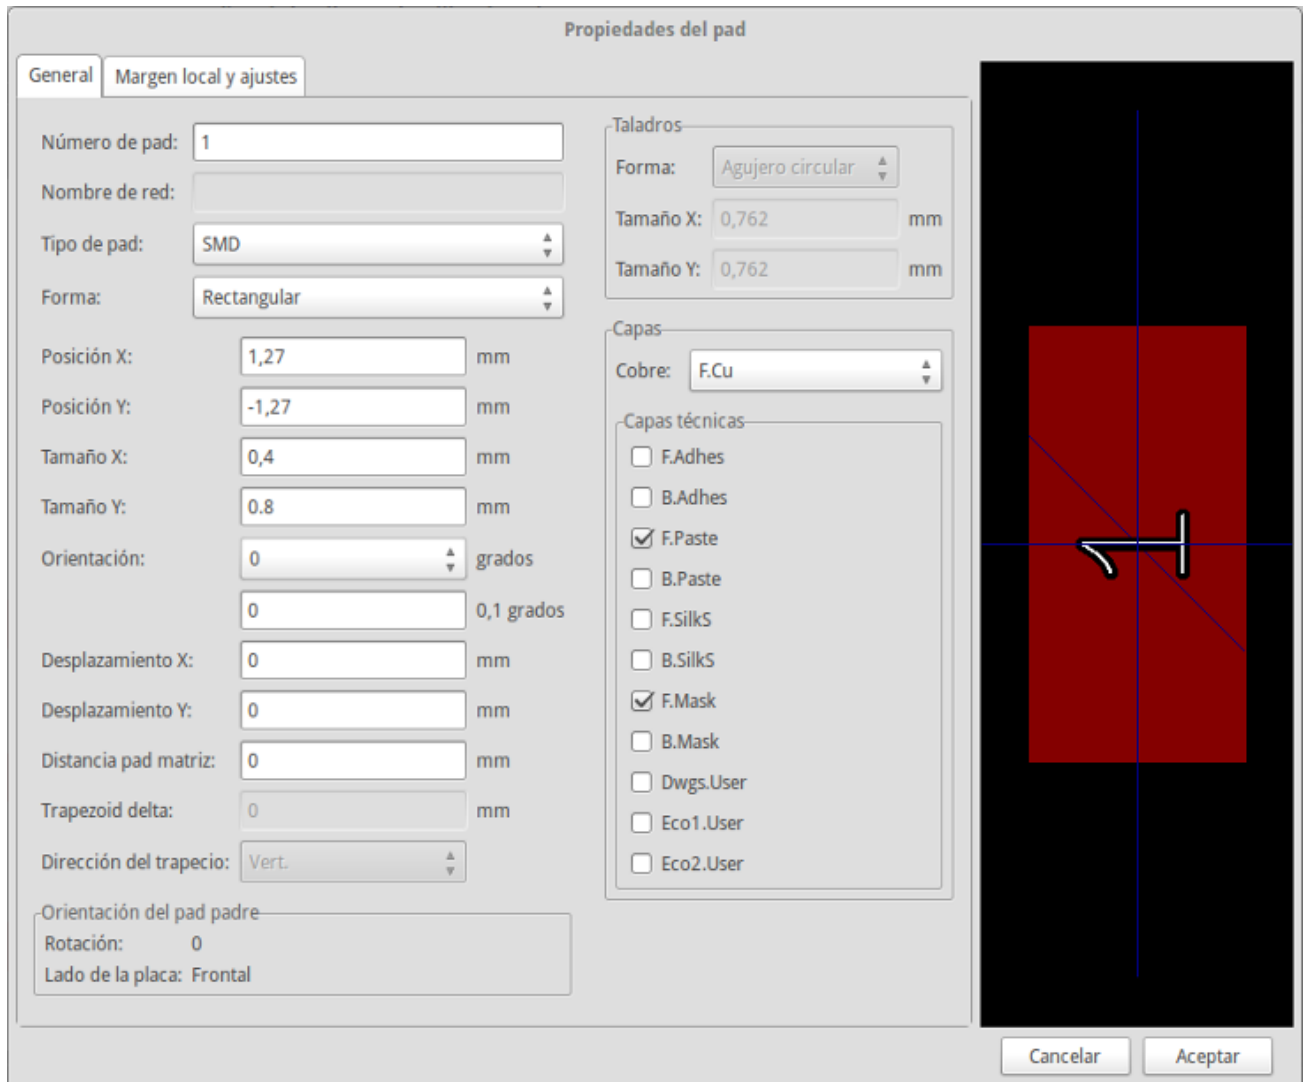 Propiedades del pad
General
Margen local y ajustes
Número de pad: 1
Nombre de red:
Tipo de pad: SMD
Forma: Rectangular
Posición X: 1,27 mm
Posición Y: -1,27 mm
Tamaño X: 0,4 mm
Tamaño Y: 0.8 mm
Orientación: 0 grados
0 0,1 grados
Desplazamiento X: 0 mm
Desplazamiento Y: 0 mm
Distancia pad matriz: 0 mm
Trapezoid delta: 0 mm
Dirección del trapecio: Vert.
Orientación del pad padre
Rotación: 0
Lado de la placa: Frontal
Taladros
Forma: Agujero circular
Tamaño X: 0,762 mm
Tamaño Y: 0,762 mm
Capas
Cobre: F.Cu
Capas técnicas
F.Adhes
B.Adhes
F.Paste
B.Paste
F.SilkS
B.SilkS
F.Mask
B.Mask
Dwgs.User
Eco1.User
Eco2.User
1
Cancelar
Aceptar